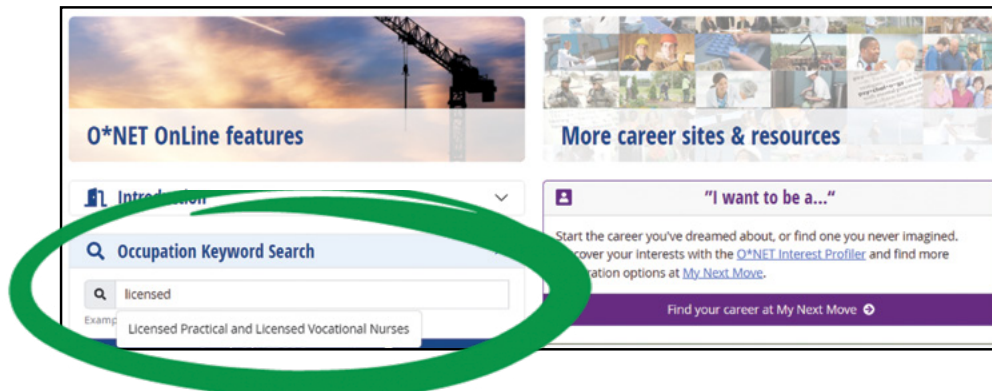 O*NET OnLine features
More career sites & resources
Introduction
Occupation Keyword Search
licensed
Examp
Licensed Practical and Licensed Vocational Nurses
"I want to be a..."
Start the career you've dreamed about, or find one you never imagined.
cover your interests with the O*NET Interest Profiler and find more
ration options at My Next Move.
Find your career at My Next Move